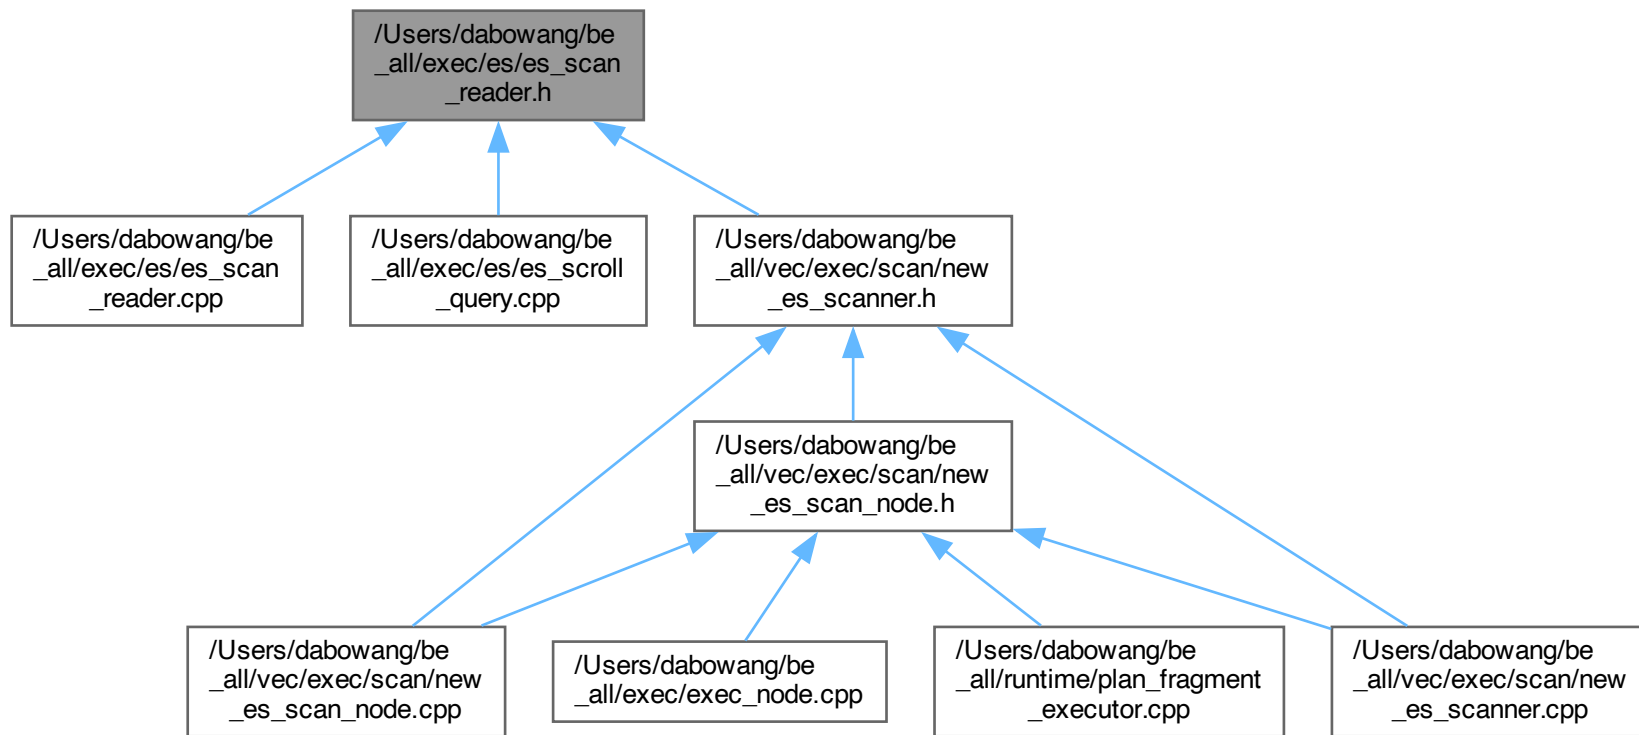 /Users/dabowang/be
_all/exec/es/es_scan
_reader.h
/Users/dabowang/be
_all/exec/es/es_scan
_reader.cpp
/Users/dabowang/be
_all/exec/es/es_scroll
_query.cpp
/Users/dabowang/be
_all/vec/exec/scan/new
_es_scanner.h
/Users/dabowang/be
_all/vec/exec/scan/new
_es_scan_node.h
/Users/dabowang/be
_all/vec/exec/scan/new
_es_scan_node.cpp
/Users/dabowang/be
_all/exec/exec_node.cpp
/Users/dabowang/be
_all/runtime/plan_fragment
_executor.cpp
/Users/dabowang/be
_all/vec/exec/scan/new
_es_scanner.cpp